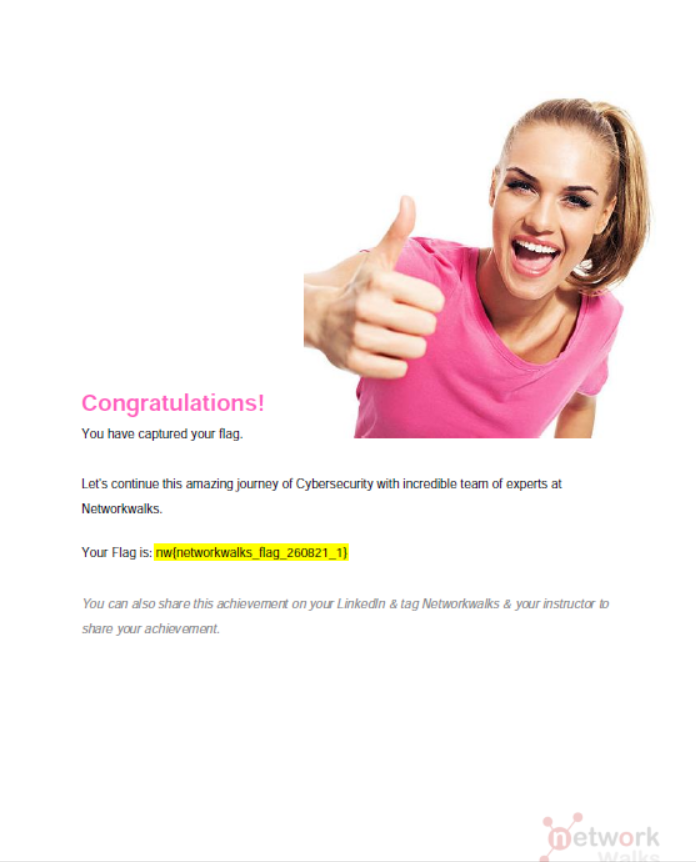 Congratulations!
You have captured your flag.
Let's continue this amazing journey of Cybersecurity with incredible team of experts at
Networkwalks.
Your Flag is: nw{networkwalks_flag_260821_1}
You can also share this achievement on your LinkedIn & tag Networkwalks & your instructor to
share your achievement.
network
Walks